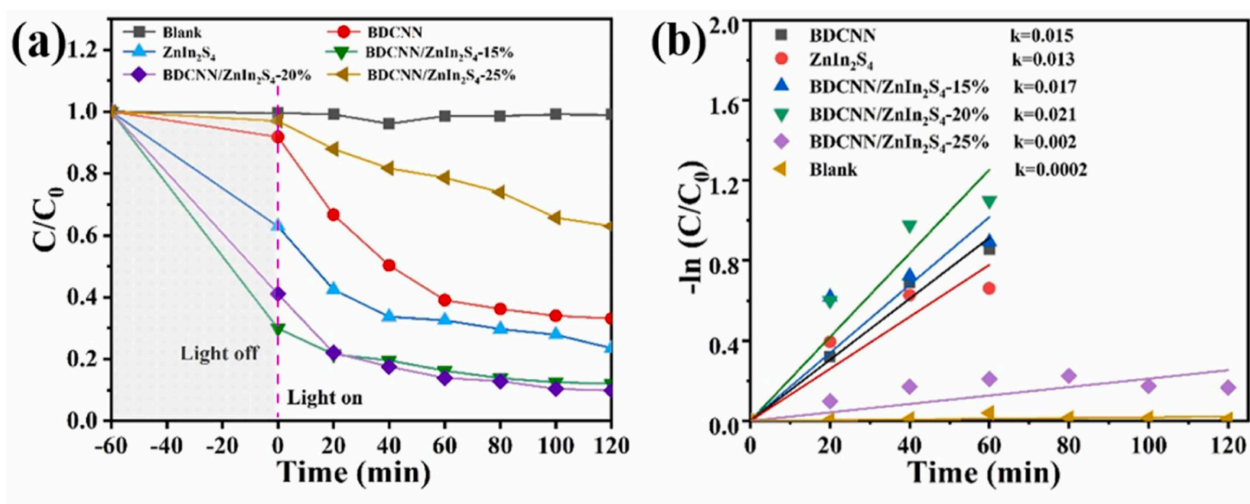 (a)
Blank
BDCNN
ZnIn2S4
BDCNN/ZnIn2S4-15%
BDCNN/ZnIn2S4-20%
BDCNN/ZnIn2S4-25%
1.2
1.0
0.8
0.6
0.4
0.2
0.0
C/C0
Light off
Light on
-60 -40 -20 0 20 40 60 80 100 120
Time (min)
(b)
BDCNN k=0.015
ZnIn2S4 k=0.013
BDCNN/ZnIn2S4-15% k=0.017
BDCNN/ZnIn2S4-20% k=0.021
BDCNN/ZnIn2S4-25% k=0.002
Blank k=0.0002
2.0
1.6
1.2
0.8
0.4
0.0
-ln (C/C0)
0 20 40 60 80 100 120
Time (min)